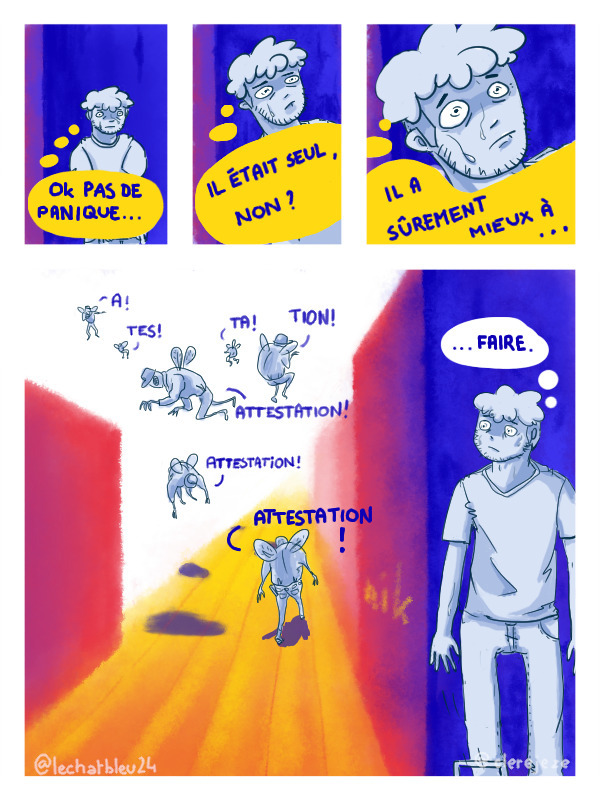 OK PAS DE
PANIQUE...
IL ÉTAIT SEUL,
NON ?
IL A
SÛREMENT
MIEUX À
...
...FAIRE.
A!
TES!
TA!
TION!
ATTESTATION!
ATTESTATION!
ATTESTATION
!
nik
@lechatbleu24